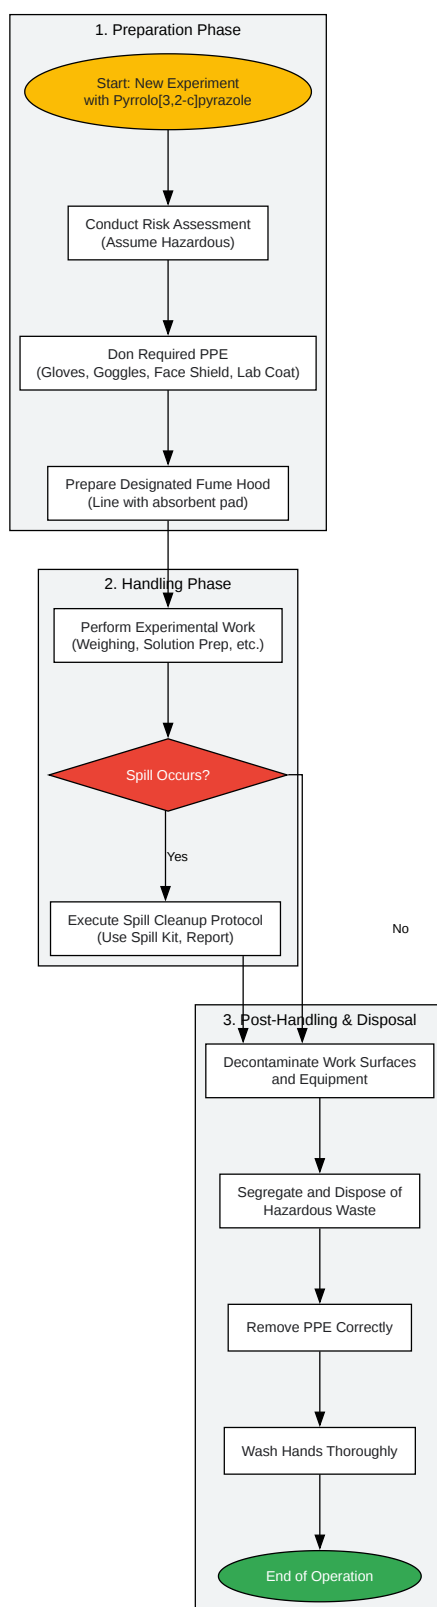 1. Preparation Phase
Start: New Experiment
with Pyrrolo[3,2-c]pyrazole
Conduct Risk Assessment
(Assume Hazardous)
Don Required PPE
(Gloves, Goggles, Face Shield, Lab Coat)
Prepare Designated Fume Hood
(Line with absorbent pad)
2. Handling Phase
Perform Experimental Work
(Weighing, Solution Prep, etc.)
Spill Occurs?
Yes
Execute Spill Cleanup Protocol
(Use Spill Kit, Report)
No
3. Post-Handling & Disposal
Decontaminate Work Surfaces
and Equipment
Segregate and Dispose of
Hazardous Waste
Remove PPE Correctly
Wash Hands Thoroughly
End of Operation